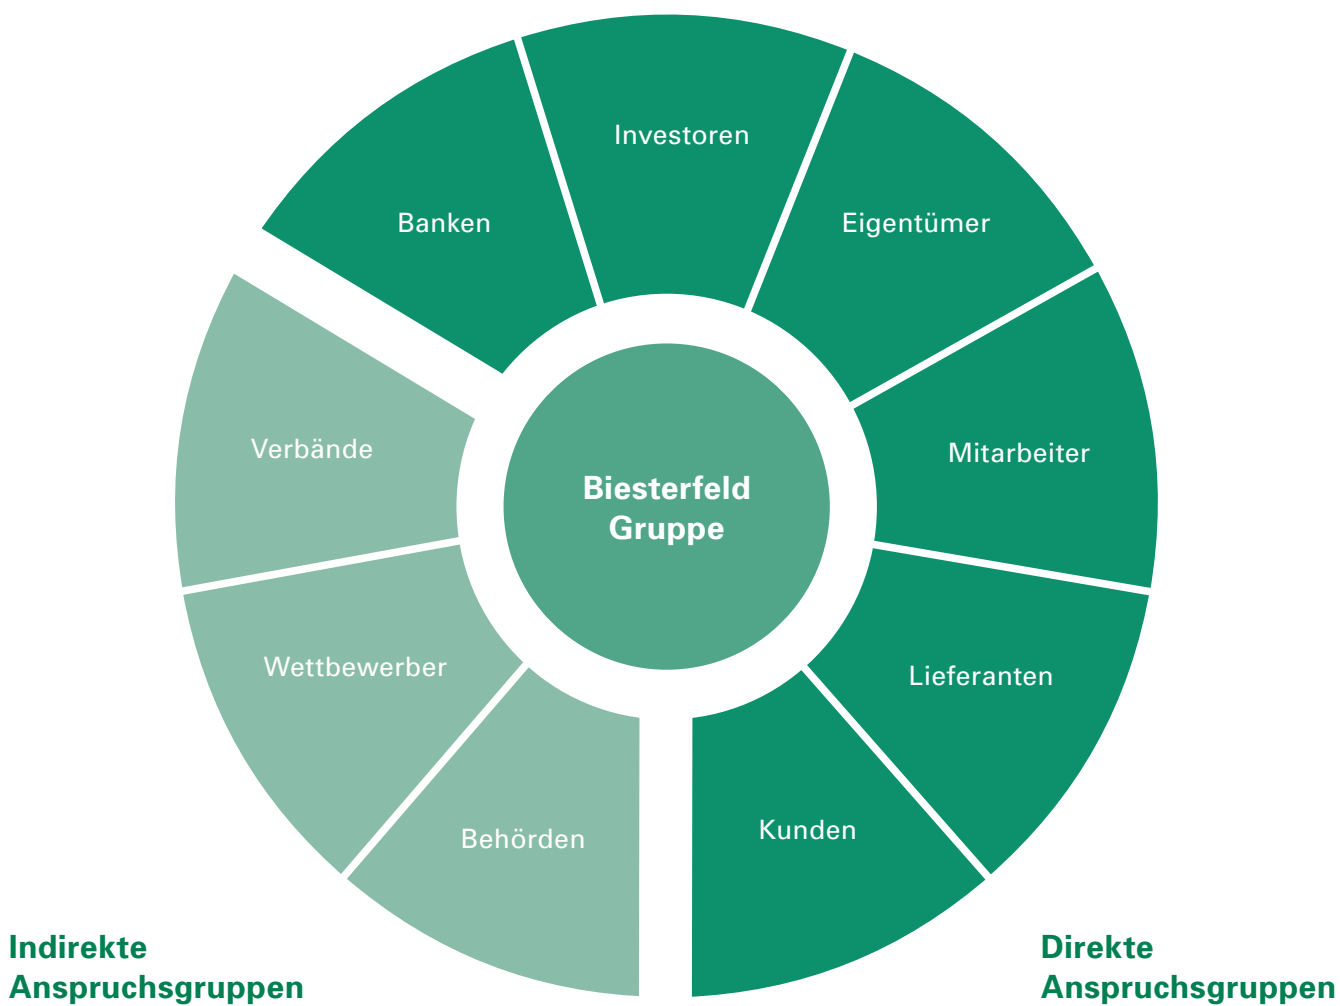 Investoren
Banken
Eigentümer
Verbände
Mitarbeiter
Biesterfeld
Gruppe
Wettbewerber
Lieferanten
Behörden
Kunden
Indirekte
Anspruchsgruppen
Direkte
Anspruchsgruppen